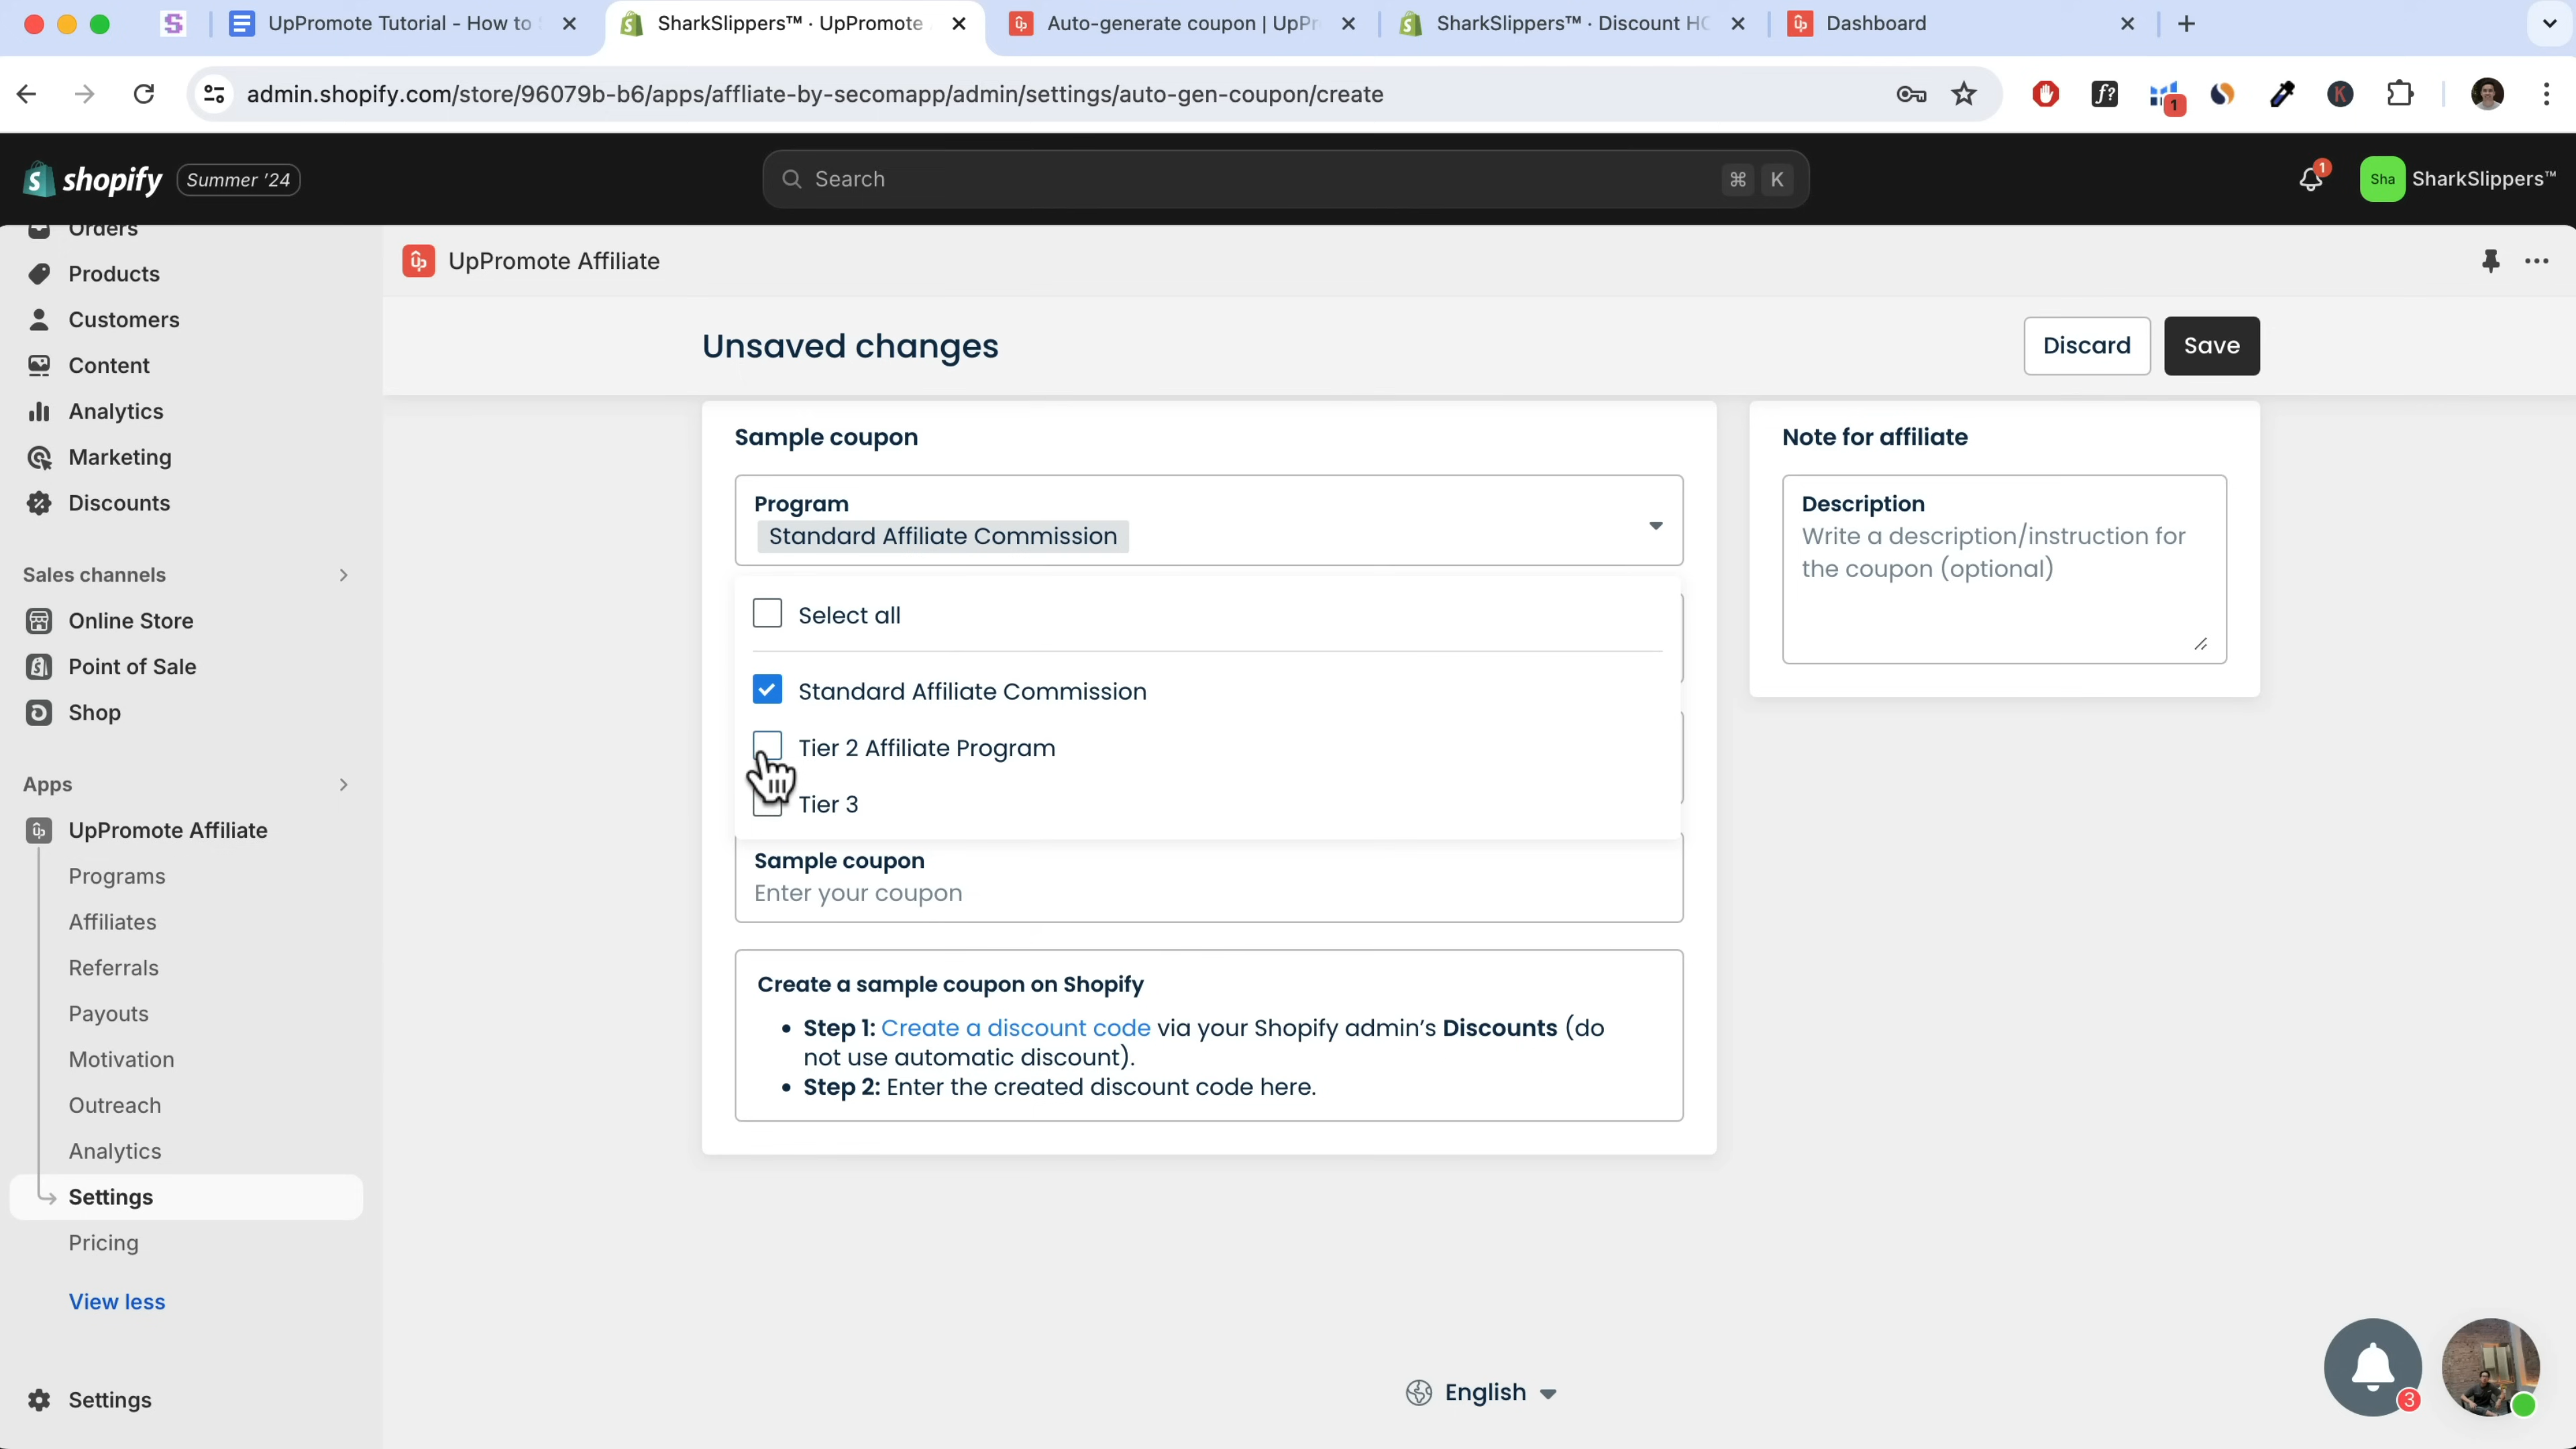 UpPromote Tutorial - How to
SharkSlippers™ · UpPromote
Auto-generate coupon | UpPr
SharkSlippers™ · Discount HO
Dashboard
admin.shopify.com/store/96079b-b6/apps/affliate-by-secomapp/admin/settings/auto-gen-coupon/create
f?
1
K
shopify
Summer '24
Search
⌘ K
1
Sha
SharkSlippers™
Orders
Products
Customers
Content
Analytics
Marketing
Discounts
Sales channels
Online Store
Point of Sale
Shop
Apps
UpPromote Affiliate
Programs
Affiliates
Referrals
Payouts
Motivation
Outreach
Analytics
Settings
Pricing
View less
Settings
UpPromote Affiliate
Unsaved changes
Discard
Save
Sample coupon
Program
Standard Affiliate Commission
Select all
Standard Affiliate Commission
Tier 2 Affiliate Program
Tier 3
Sample coupon
Enter your coupon
Create a sample coupon on Shopify
• Step 1: Create a discount code via your Shopify admin's Discounts (do
not use automatic discount).
• Step 2: Enter the created discount code here.
Note for affiliate
Description
Write a description/instruction for
the coupon (optional)
English
3